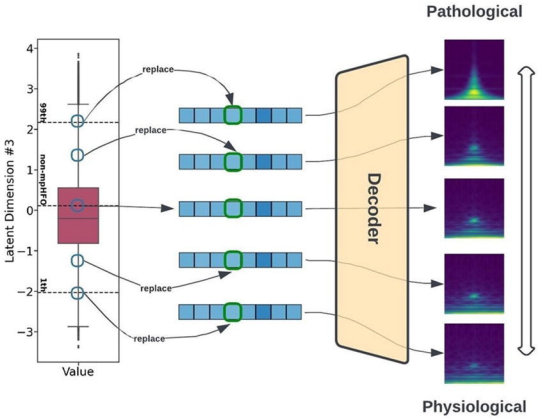 Pathological
4
3
2
1
0
−1
−2
−3
Latent Dimension #3
99th
non-mpHFO
1th
Value
replace
replace
replace
replace
Decoder
Physiological